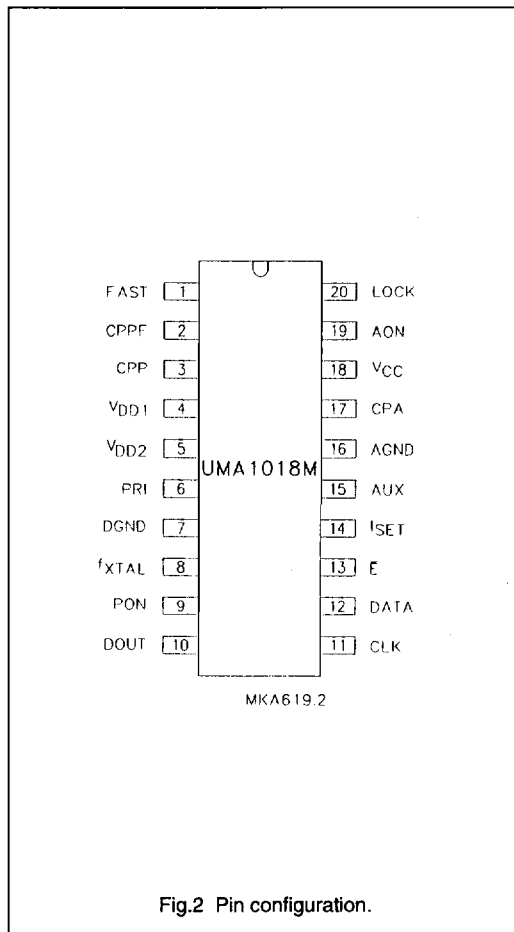 FAST 1 20 LOCK
CPPF 2 19 AON
CPP 3 18 VCC
VDD1 4 17 CPA
VDD2 5 16 AGND
UMA1018M
PRI 6 15 AUX
DGND 7 14 ISET
fXTAL 8 13 E
PON 9 12 DATA
DOUT 10 11 CLK
MKA619.2
Fig.2 Pin configuration.